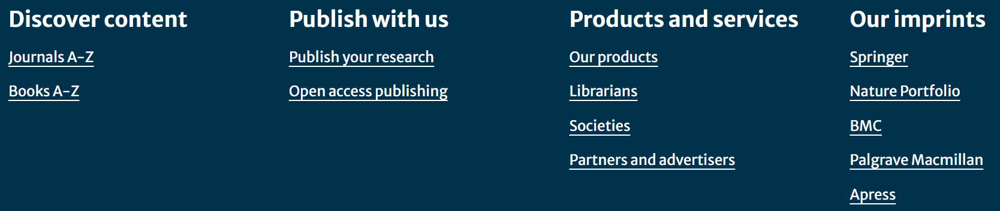 Discover content
Journals A-Z
Books A-Z
Publish with us
Publish your research
Open access publishing
Products and services
Our products
Librarians
Societies
Partners and advertisers
Our imprints
Springer
Nature Portfolio
BMC
Palgrave Macmillan
Apress